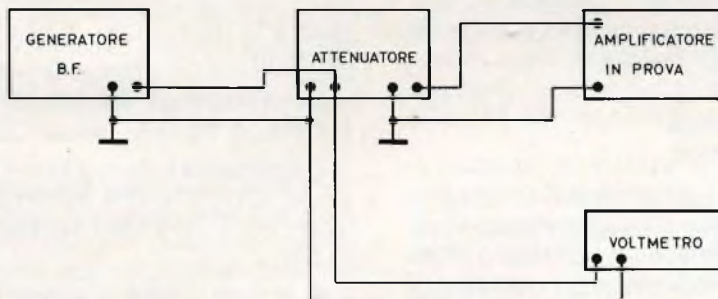 GENERATORE
B.F.
ATTENUATORE
AMPLIFICATORE
IN PROVA
VOLTMETRO